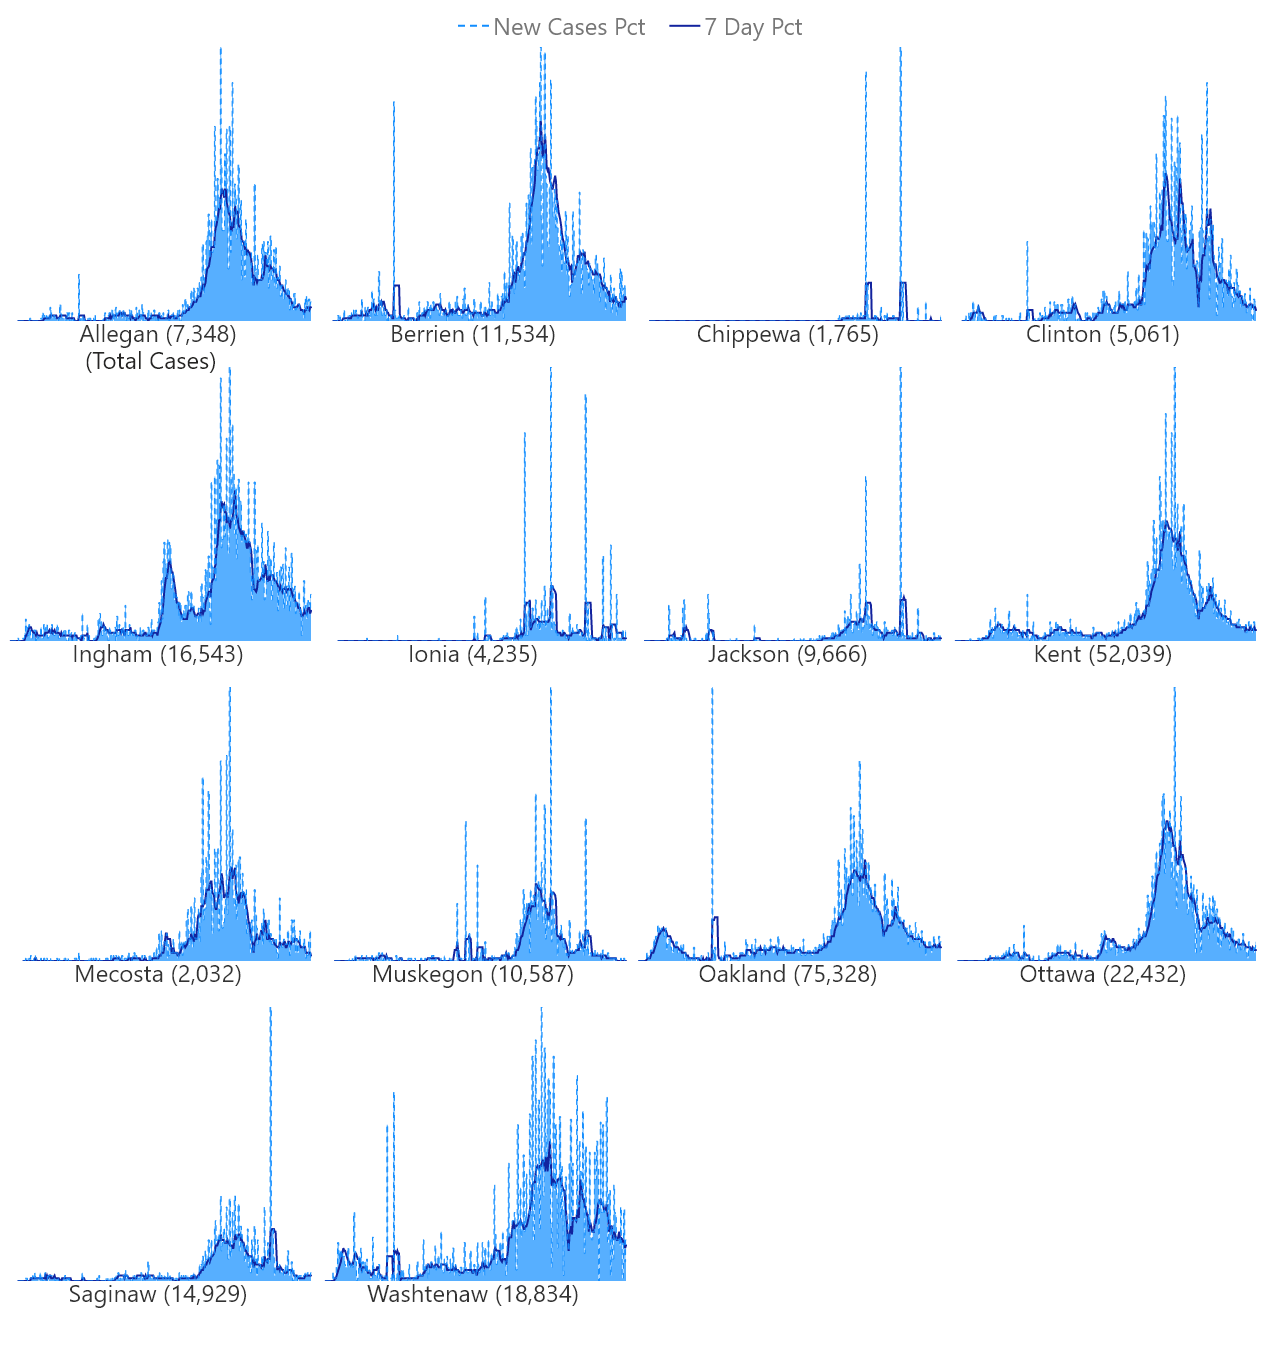 New Cases Pct 7 Day Pct
Allegan (7,348) Berrien (11,534) Chippewa (1,765) Clinton (5,061)
(Total Cases)
Ingham (16,543) Ionia (4,235) Jackson (9,666) Kent (52,039)
Mecosta (2,032) Muskegon (10,587) Oakland (75,328) Ottawa (22,432)
Saginaw (14,929) Washtenaw (18,834)